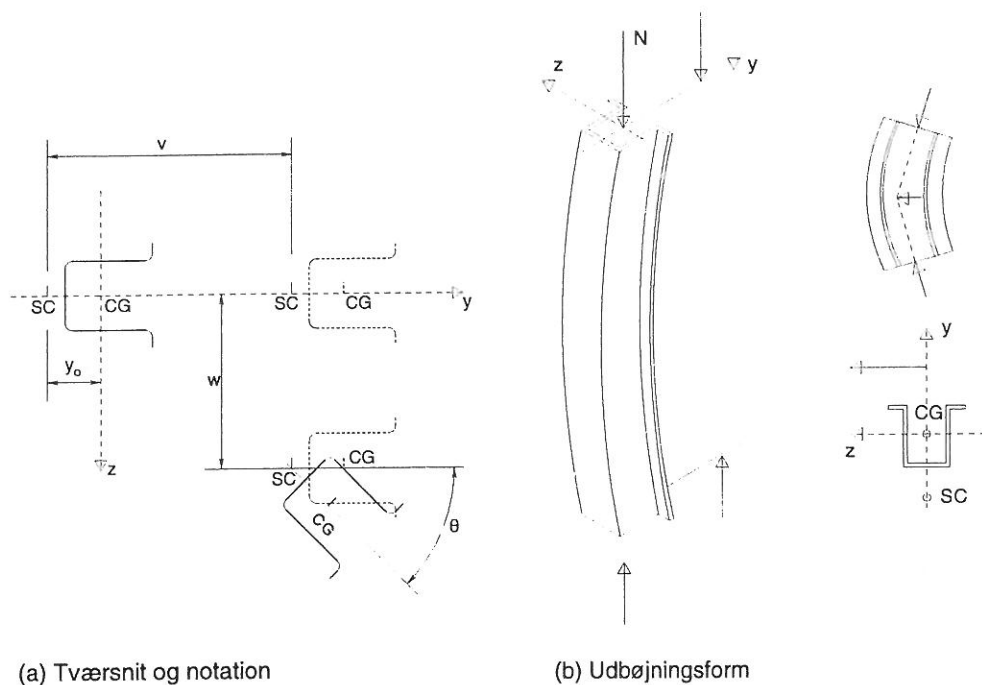 v
SC
CG
SC
CG
y
y₀
w
z
SC
CG
CG
θ
N
z
y
y
CG
z
SC
(a) Tværsnit og notation
(b) Udbøjningsform